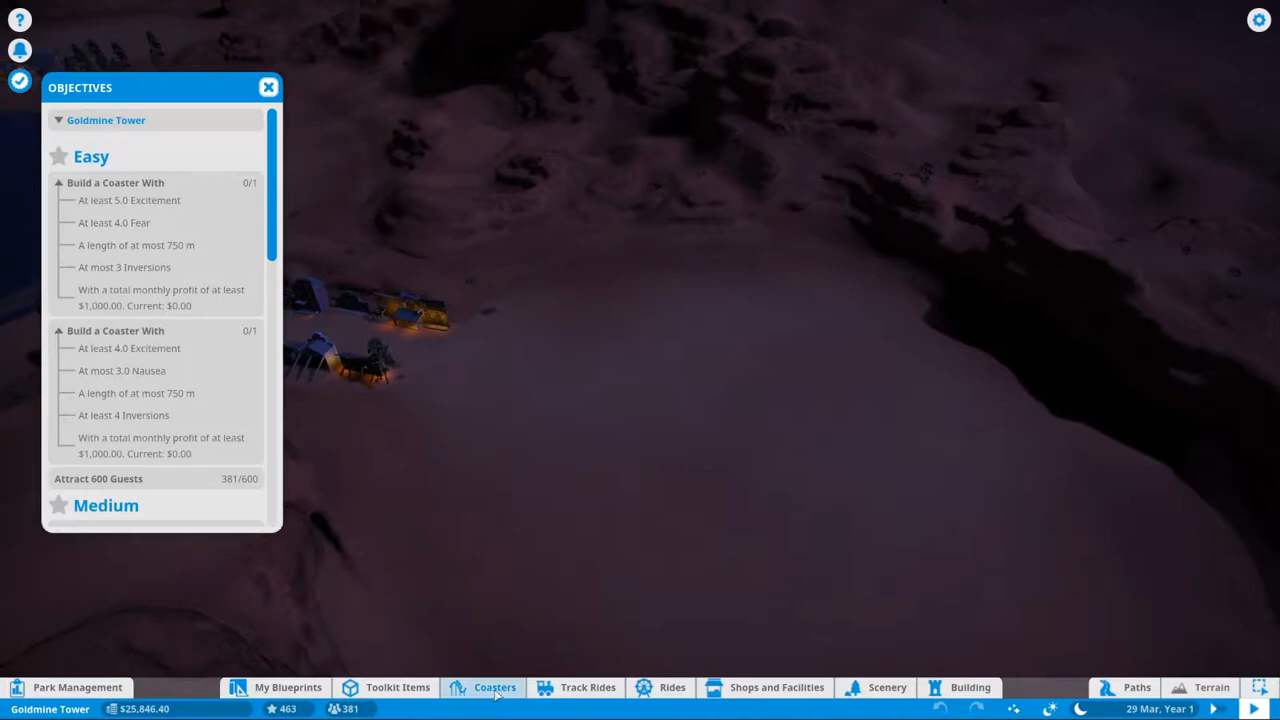 ?
OBJECTIVES
Goldmine Tower
Easy
Build a Coaster With 0/1
At least 5.0 Excitement
At least 4.0 Fear
A length of at most 750 m
At most 3 Inversions
With a total monthly profit of at least
$1,000.00. Current: $0.00
Build a Coaster With 0/1
At least 4.0 Excitement
At most 3.0 Nausea
A length of at most 750 m
At least 4 Inversions
With a total monthly profit of at least
$1,000.00. Current: $0.00
Attract 600 Guests 381/600
Medium
Park Management My Blueprints Toolkit Items Coasters Track Rides Rides Shops and Facilities Scenery Building Paths Terrain
Goldmine Tower $25,846.40 463 381 29 Mar, Year 1